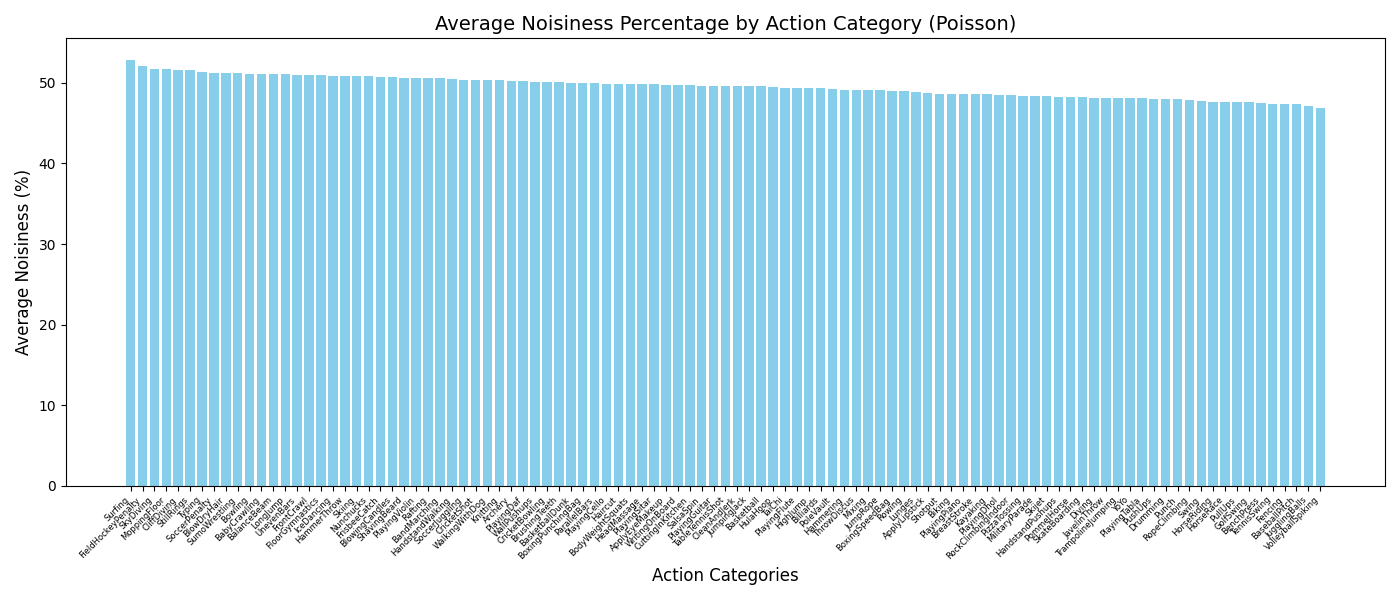 Average Noisiness Percentage by Action Category (Poisson)
Average Noisiness (%)
50
40
30
20
10
0
Surfing
FieldHockeyPenalty
SkyDiving
MoppingFloor
CliffDiving
StillRings
Typing
SoccerPenalty
BlowDryHair
SumoWrestling
Bowling
BabyCrawling
BalanceBeam
LongJump
UnevenBars
FrontCrawl
FloorGymnastics
IceDancing
HammerThrow
Skiing
Nunchucks
FrisbeeCatch
BlowingCandles
ShavingBeard
PlayingViolin
Rafting
BandMarching
HandstandWalking
SoccerJuggling
CricketShot
WalkingWithDog
Knitting
Archery
PlayingDaf
WallPushups
CricketBowling
BrushingTeeth
BasketballDunk
BoxingPunchingBag
ParallelBars
PlayingCello
Haircut
BodyWeightSquats
HeadMassage
PlayingSitar
ApplyEyeMakeup
WritingOnBoard
CuttingInKitchen
SalsaSpin
PlayingGuitar
TableTennisShot
CleanAndJerk
JumpingJack
Basketball
HulaHoop
TaiChi
PlayingFlute
HighJump
Billiards
PoleVault
Hammering
ThrowDiscus
Mixing
JumpRope
BoxingSpeedBag
Rowing
Lunges
ApplyLipstick
Shotput
Biking
PlayingPiano
BreastStroke
Kayaking
PlayingDhol
RockClimbingIndoor
PizzaTossing
MilitaryParade
Skijet
HandstandPushups
PommelHorse
SkateBoarding
Diving
JavelinThrow
TrampolineJumping
YoYo
PlayingTabla
PushUps
Drumming
Punch
RopeClimbing
Swing
HorseRiding
HorseRace
PullUps
GolfSwing
BenchPress
TennisSwing
Fencing
BaseballPitch
JugglingBalls
VolleyballSpiking
Action Categories